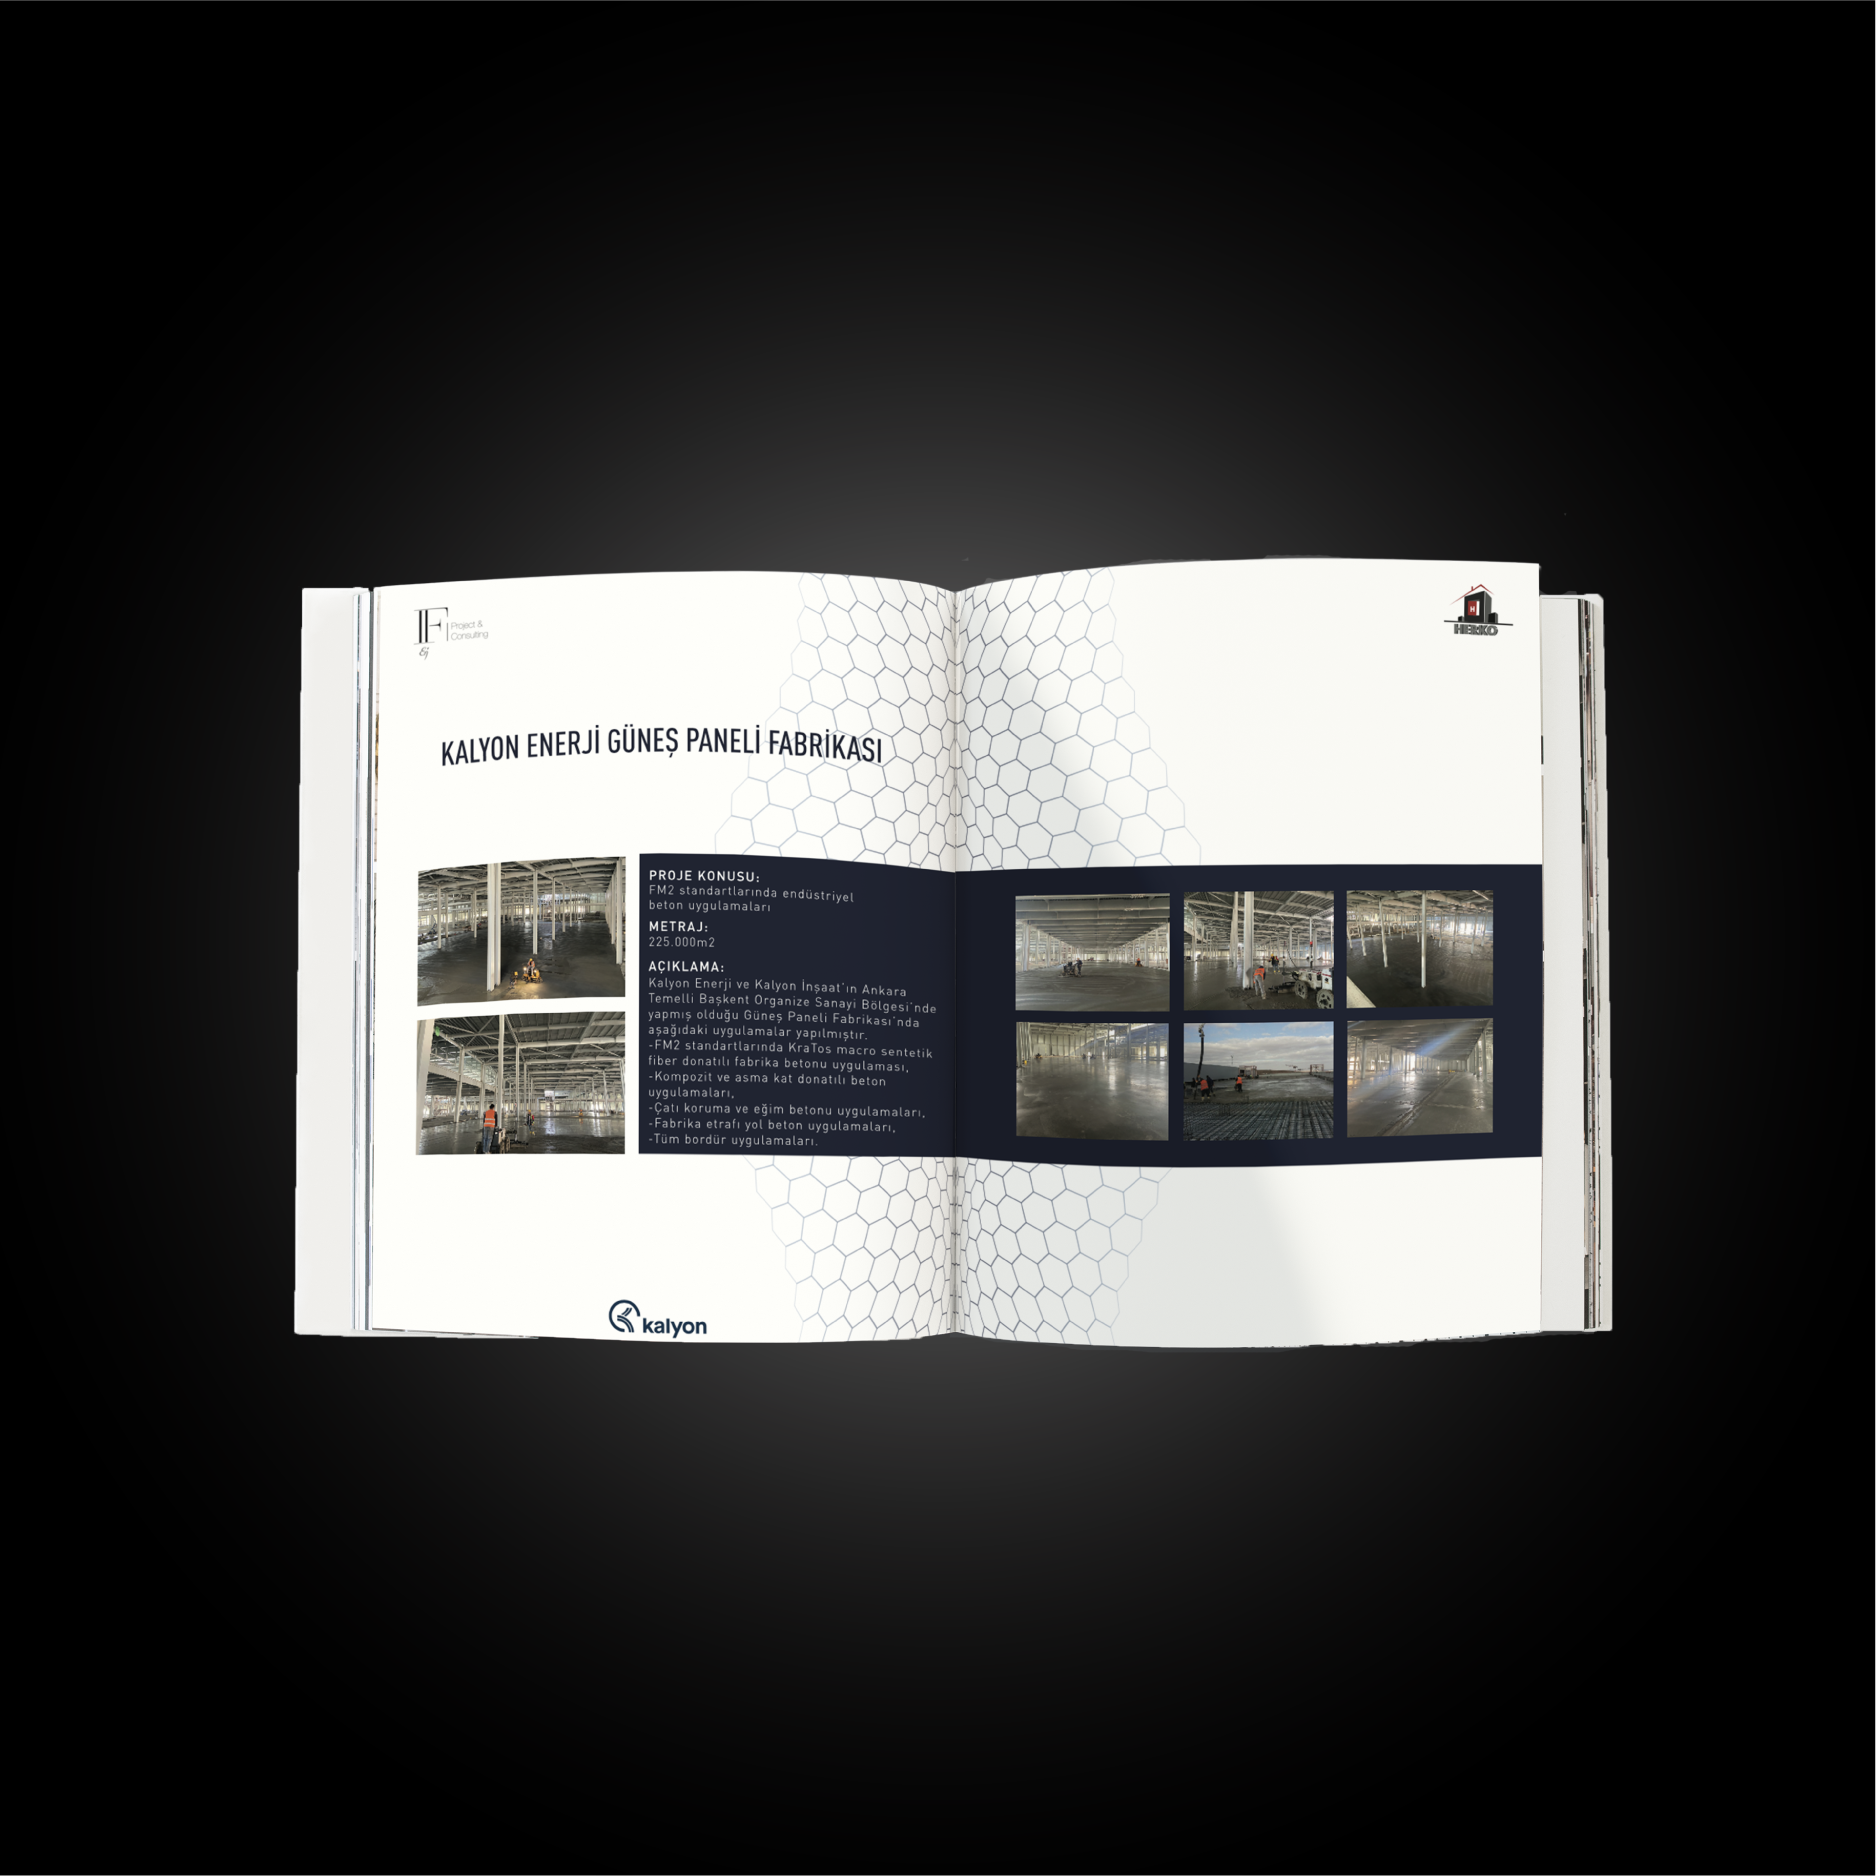 IF
Project &
Consulting
HEKKO
KALYON ENERJİ GÜNEŞ PANELİ FABRİKASI
PROJE KONUSU:
FM2 standartlarında endüstriyel
beton uygulamaları
METRAJ:
225.000m2
AÇIKLAMA:
Kalyon Enerji ve Kalyon İnşaat'ın Ankara
Temelli Başkent Organize Sanayi Bölgesi'nde
yapmış olduğu Güneş Paneli Fabrikası'nda
aşağıdaki uygulamalar yapılmıştır.
-FM2 standartlarında KraTos macro sentetik
fiber donatılı fabrika betonu uygulaması,
-Kompozit ve asma kat donatılı beton
uygulamaları,
-Çatı koruma ve eğim betonu uygulamaları,
-Fabrika etrafı yol beton uygulamaları,
-Tüm bordür uygulamaları.
kalyon